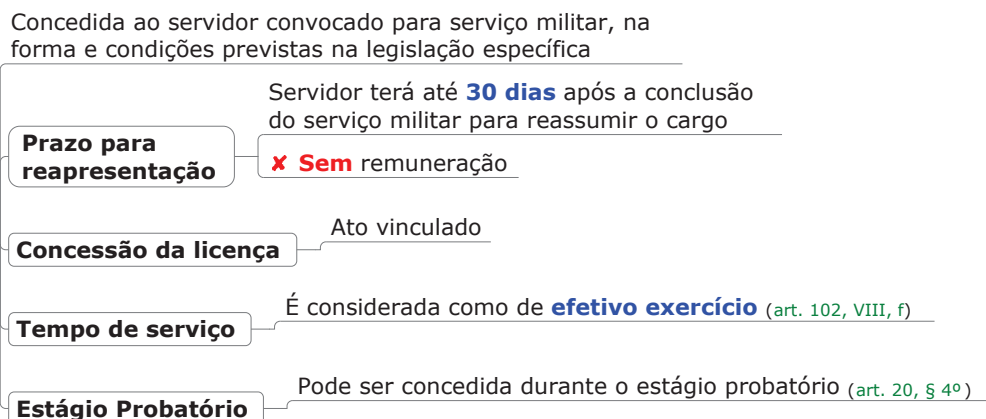 Concedida ao servidor convocado para serviço militar, na
forma e condições previstas na legislação específica
Prazo para
reapresentação
Servidor terá até 30 dias após a conclusão
do serviço militar para reassumir o cargo
✘ Sem remuneração
Concessão da licença
Ato vinculado
Tempo de serviço
É considerada como de efetivo exercício (art. 102, VIII, f)
Estágio Probatório
Pode ser concedida durante o estágio probatório (art. 20, § 4º)